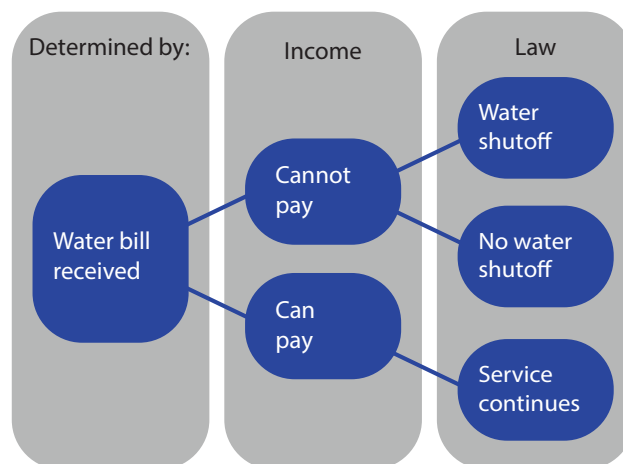 Determined by:
Income
Law
Water bill
received
Cannot
pay
Can
pay
Water
shutoff
No water
shutoff
Service
continues